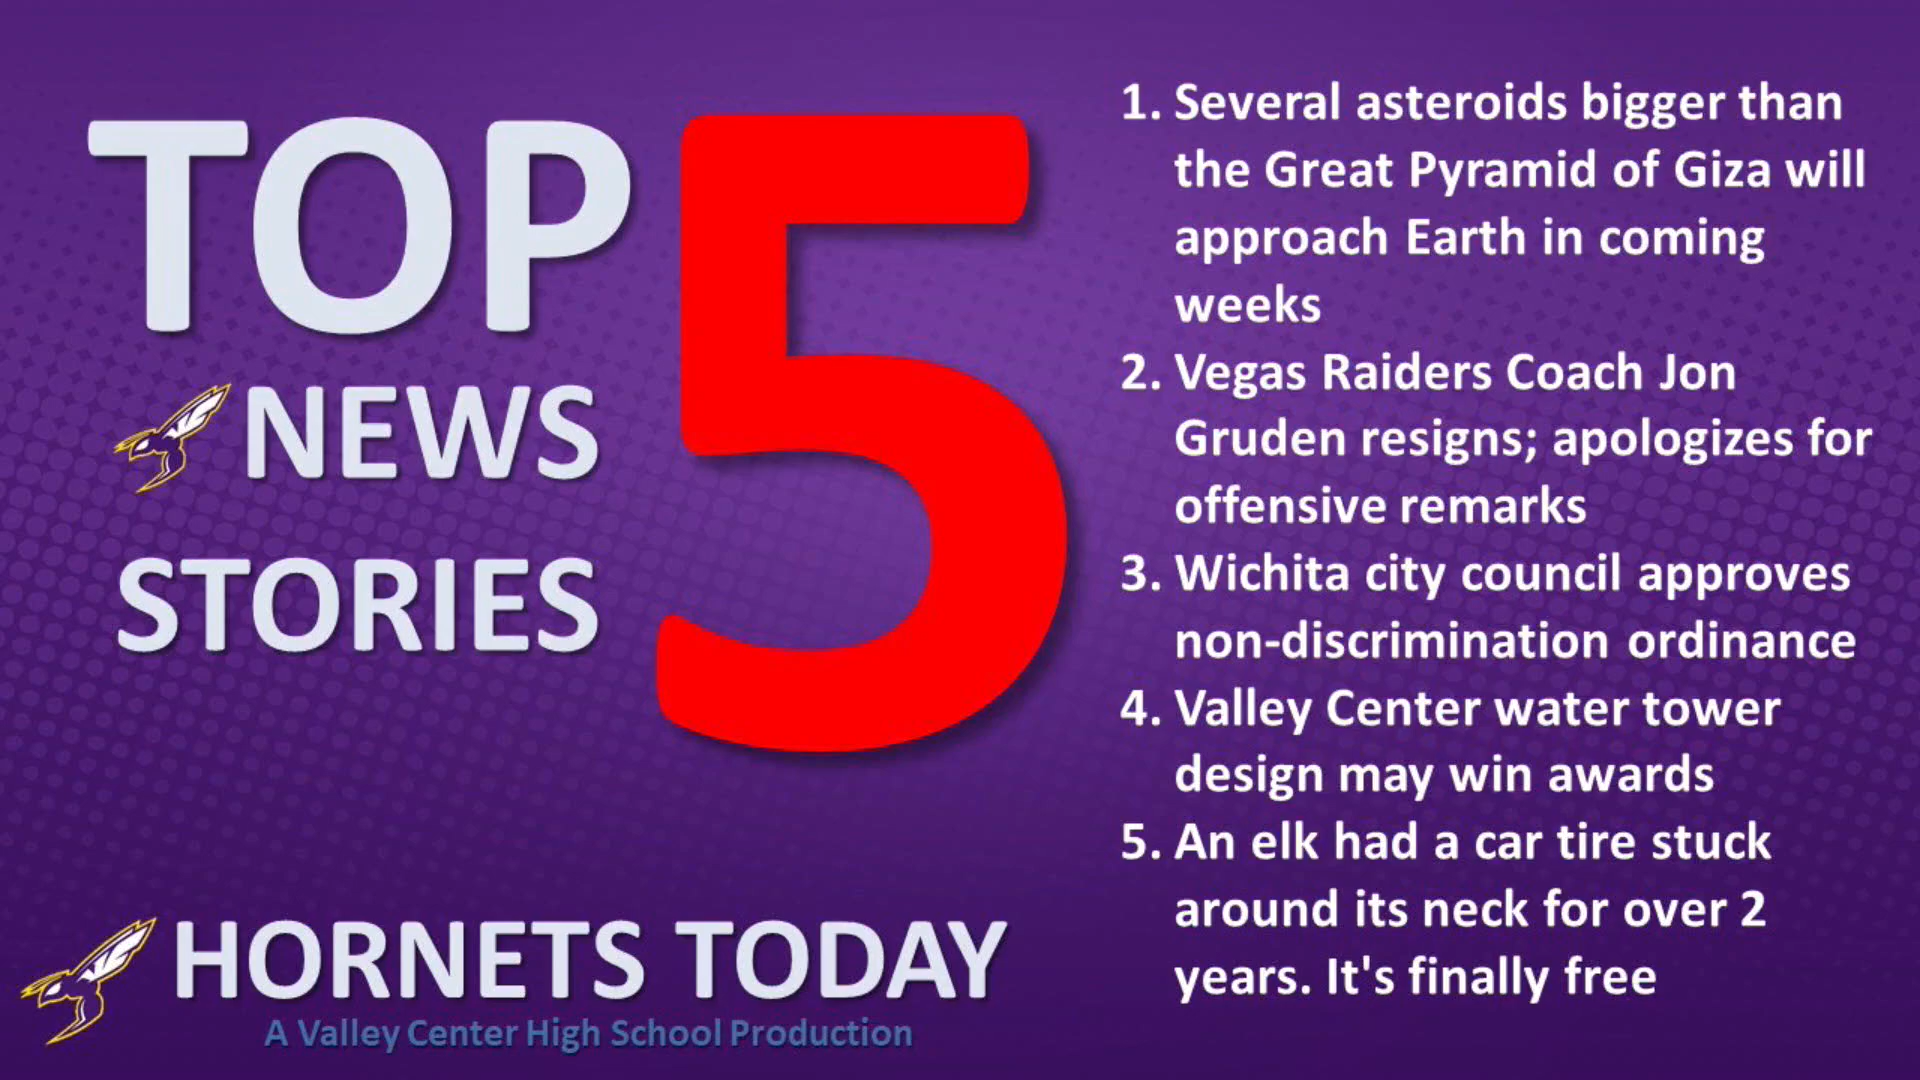 TOP 5
NEWS
STORIES
HORNETS TODAY
A Valley Center High School Production
1. Several asteroids bigger than
the Great Pyramid of Giza will
approach Earth in coming
weeks
2. Vegas Raiders Coach Jon
Gruden resigns; apologizes for
offensive remarks
3. Wichita city council approves
non-discrimination ordinance
4. Valley Center water tower
design may win awards
5. An elk had a car tire stuck
around its neck for over 2
years. It's finally free